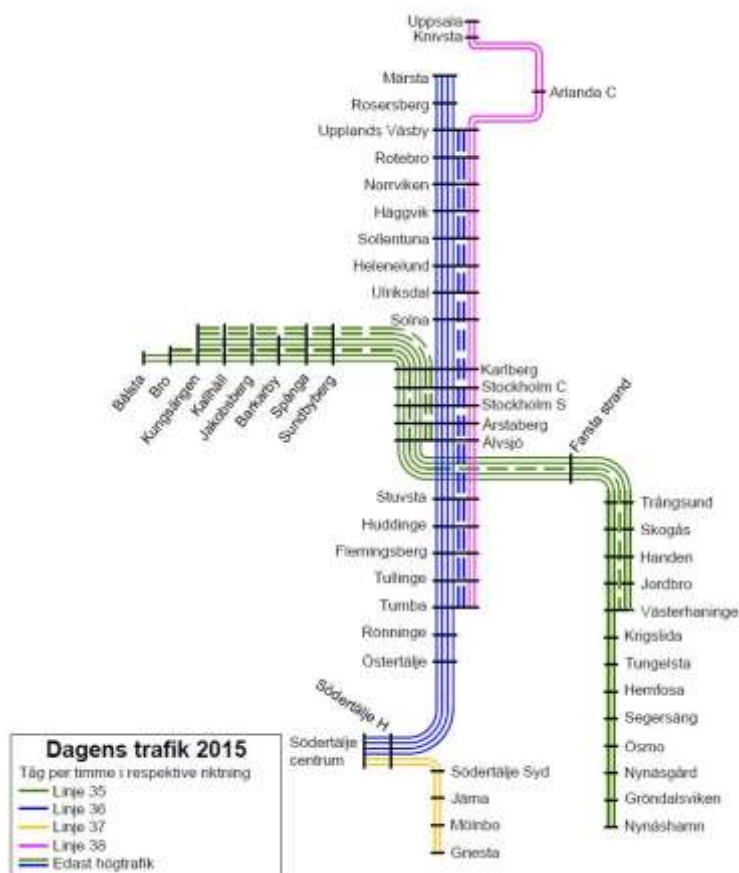 Uppsala
Knivsta
Arlanda C
Märsta
Rosersberg
Upplands Väsby
Rotebro
Norrviken
Häggvik
Sollentuna
Helenelund
Ulriksdal
Solna
Bålsta
Bro
Kungsängen
Kallhäll
Jakobsberg
Barkarby
Spånga
Sundbyberg
Karlberg
Stockholm C
Stockholm S
Årstaberg
Älvsjö
Farsta strand
Stuvsta
Huddinge
Flemingsberg
Tullinge
Tumba
Rönninge
Östertälje
Södertälje H
Södertälje
centrum
Trångsund
Skogås
Handen
Jordbro
Västerhaninge
Krigslida
Tungelsta
Hemfosa
Segersäng
Ösmo
Nynäsgård
Gröndalsviken
Nynäshamn
Södertälje Syd
Järna
Mölnbo
Gnesta
Dagens trafik 2015
Tåg per timme i respektive riktning
Linje 35
Linje 36
Linje 37
Linje 38
Edast högtrafik